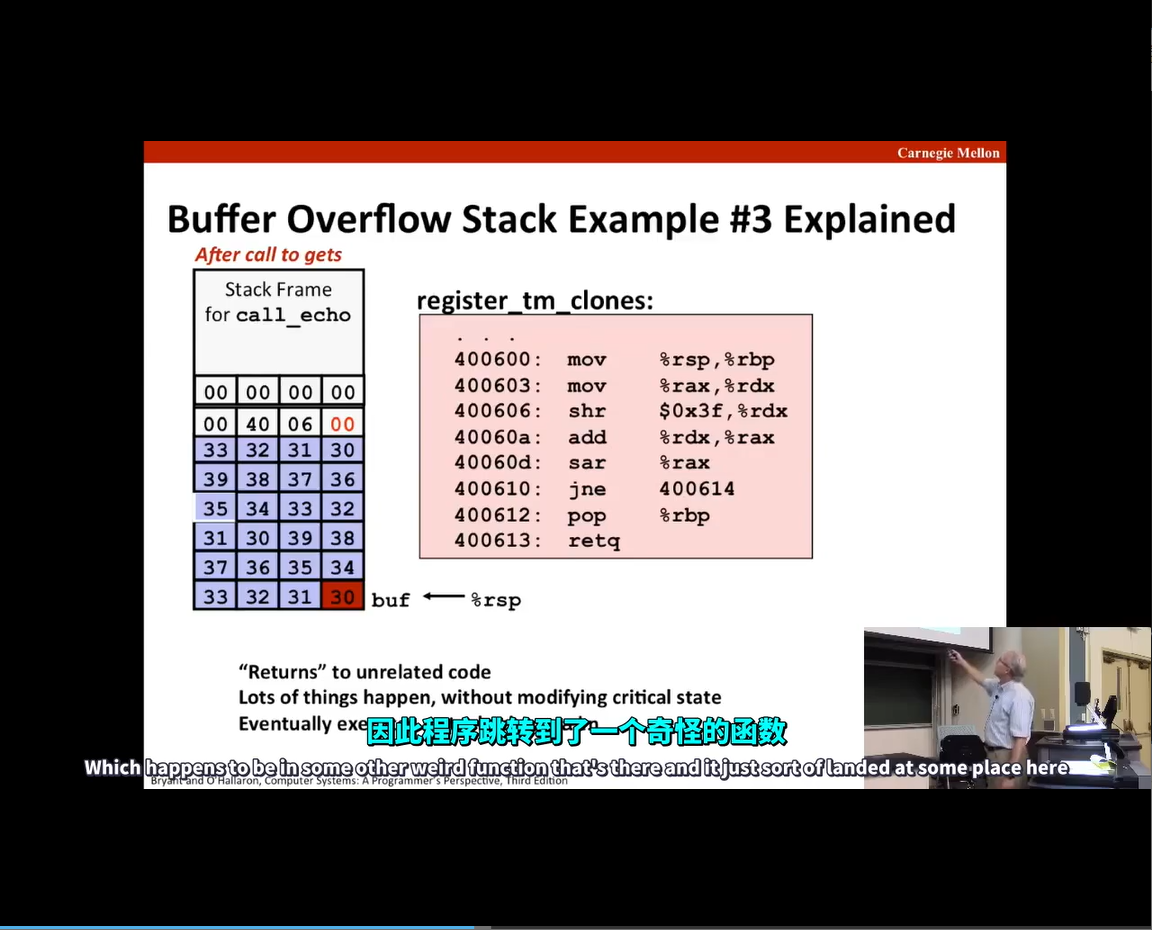 Carnegie Mellon
Buffer Overflow Stack Example #3 Explained
After call to gets
Stack Frame
for call_echo
00 00 00 00
00 40 06 00
33 32 31 30
39 38 37 36
35 34 33 32
31 30 39 38
37 36 35 34
33 32 31 30
buf
%rsp
register_tm_clones:
. . .
400600: mov %rsp,%rbp
400603: mov %rax,%rdx
400606: shr $0x3f,%rdx
40060a: add %rdx,%rax
40060d: sar %rax
400610: jne 400614
400612: pop %rbp
400613: retq
“Returns” to unrelated code
Lots of things happen, without modifying critical state
Eventually
因此程序跳转到了一个奇怪的函数
Which happens to be in some other weird function that's there and it just sort of landed at some place here
Bryant and O'Hallaron, Computer Systems: A Programmer's Perspective, Third Edition